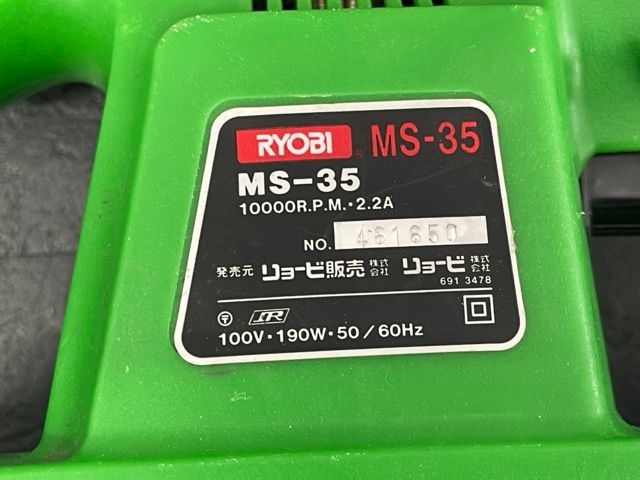 RYOBI MS-35
MS-35
10000R.P.M.・2.2A
NO. 461650
発売元 リョービ販売 株式会社 リョービ 株式会社
691 3478
100V・190W・50/60Hz